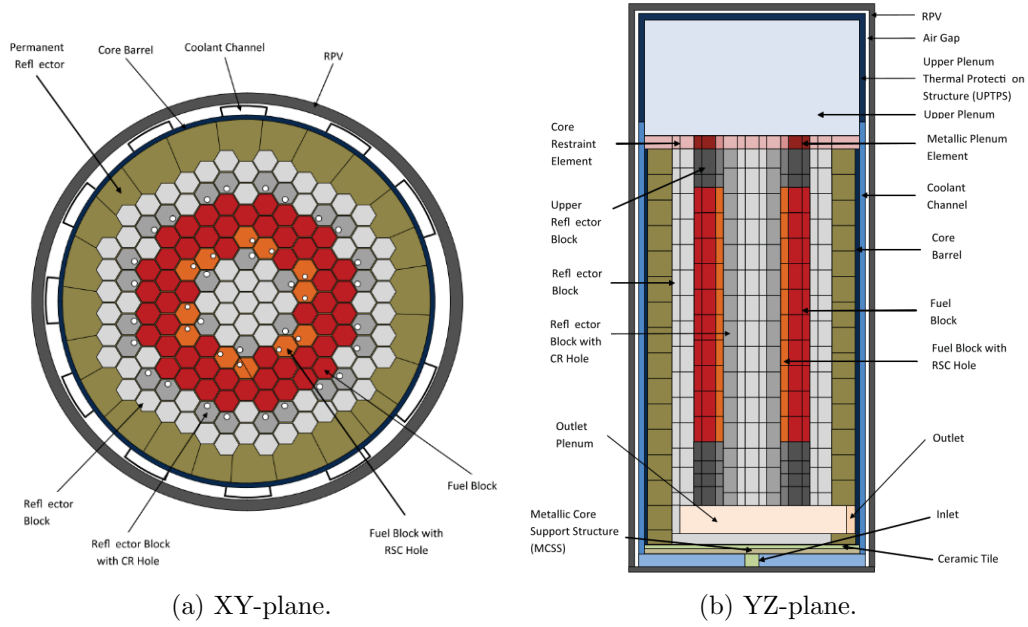 Permanent
Refl ector
Core Barrel
Coolant Channel
RPV
Refl ector
Block
Refl ector Block
with CR Hole
Fuel Block with
RSC Hole
Fuel Block
(a) XY-plane.
RPV
Air Gap
Upper Plenum
Thermal Protecti on
Structure (UPTPS)
Upper Plenum
Metallic Plenum
Element
Coolant
Channel
Core
Barrel
Fuel
Block
Fuel Block with
RSC Hole
Outlet
Inlet
Ceramic Tile
Core
Restraint
Element
Upper
Refl ector
Block
Refl ector
Block
Refl ector
Block with
CR Hole
Outlet
Plenum
Metallic Core
Support Structure
(MCSS)
(b) YZ-plane.